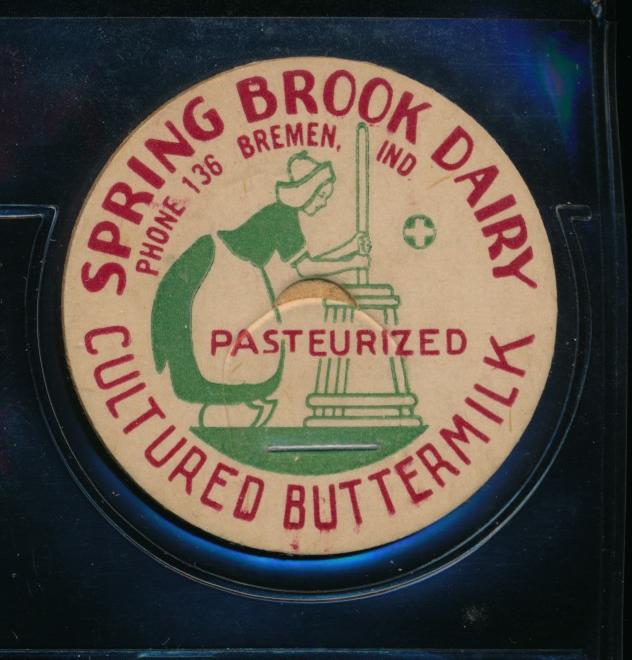 SPRING BROOK DAIRY
PHONE 136 BREMEN, IND.
PASTEURIZED
CULTURED BUTTERMILK